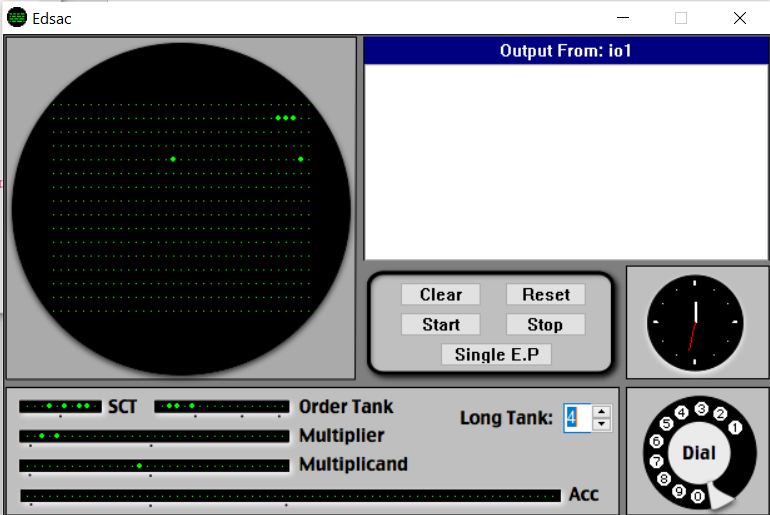 Edsac
Output From: io1
Clear Reset
Start Stop
Single E.P
SCT Order Tank
Long Tank: 4
Multiplier
Multiplicand
Acc
1
2
3
4
5
6
7
8
9
0
Dial